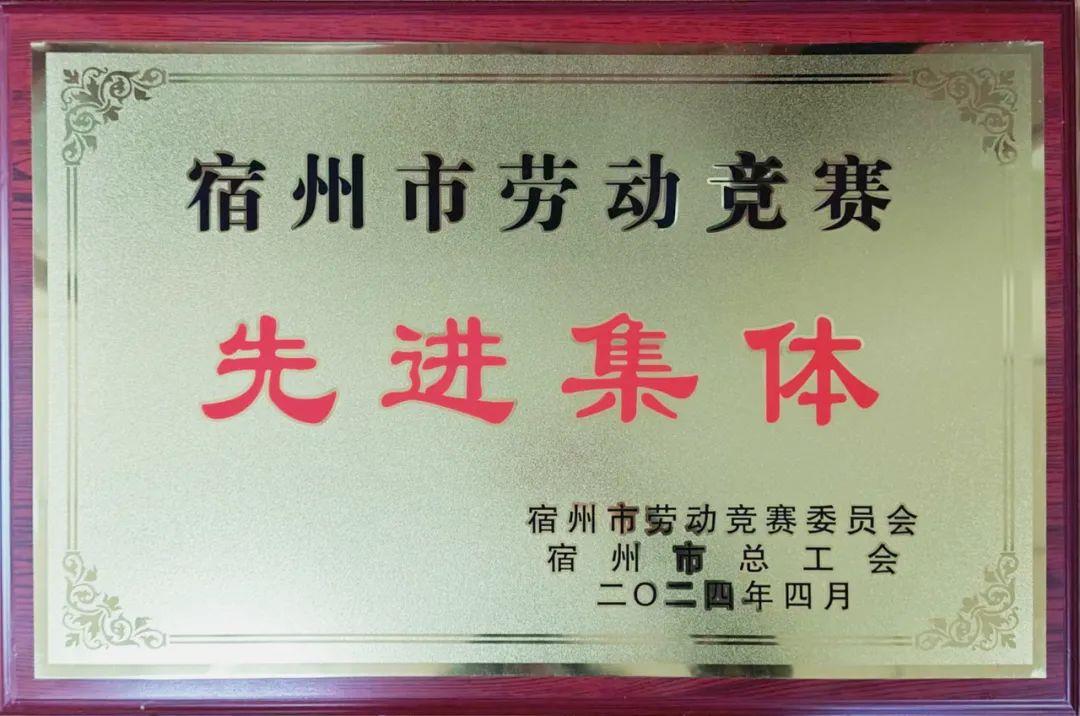 宿州市劳动竞赛
先进集体
宿州市劳动竞赛委员会
宿州市总工会
二〇二四年四月